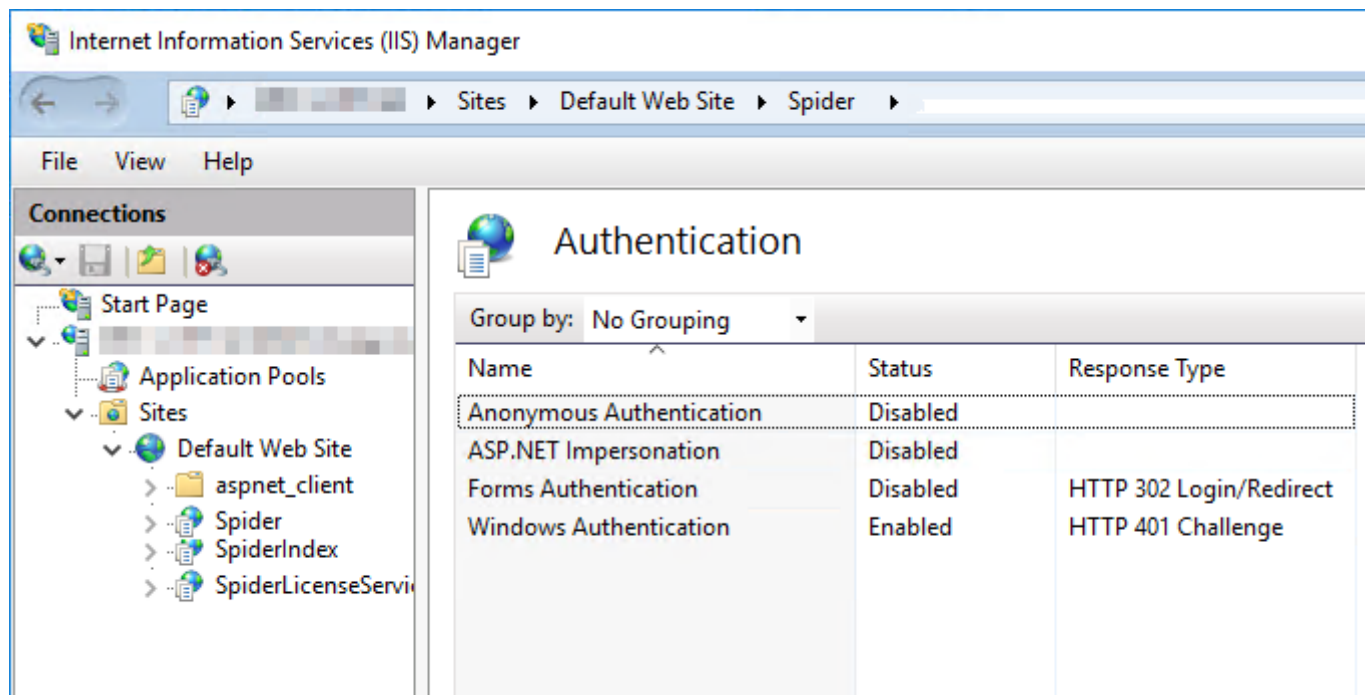 Internet Information Services (IIS) Manager
Sites Default Web Site Spider
File View Help
Connections
Start Page
Application Pools
Sites
Default Web Site
aspnet_client
Spider
SpiderIndex
SpiderLicenseServi
Authentication
Group by: No Grouping
Name Status Response Type
Anonymous Authentication Disabled
ASP.NET Impersonation Disabled
Forms Authentication Disabled HTTP 302 Login/Redirect
Windows Authentication Enabled HTTP 401 Challenge